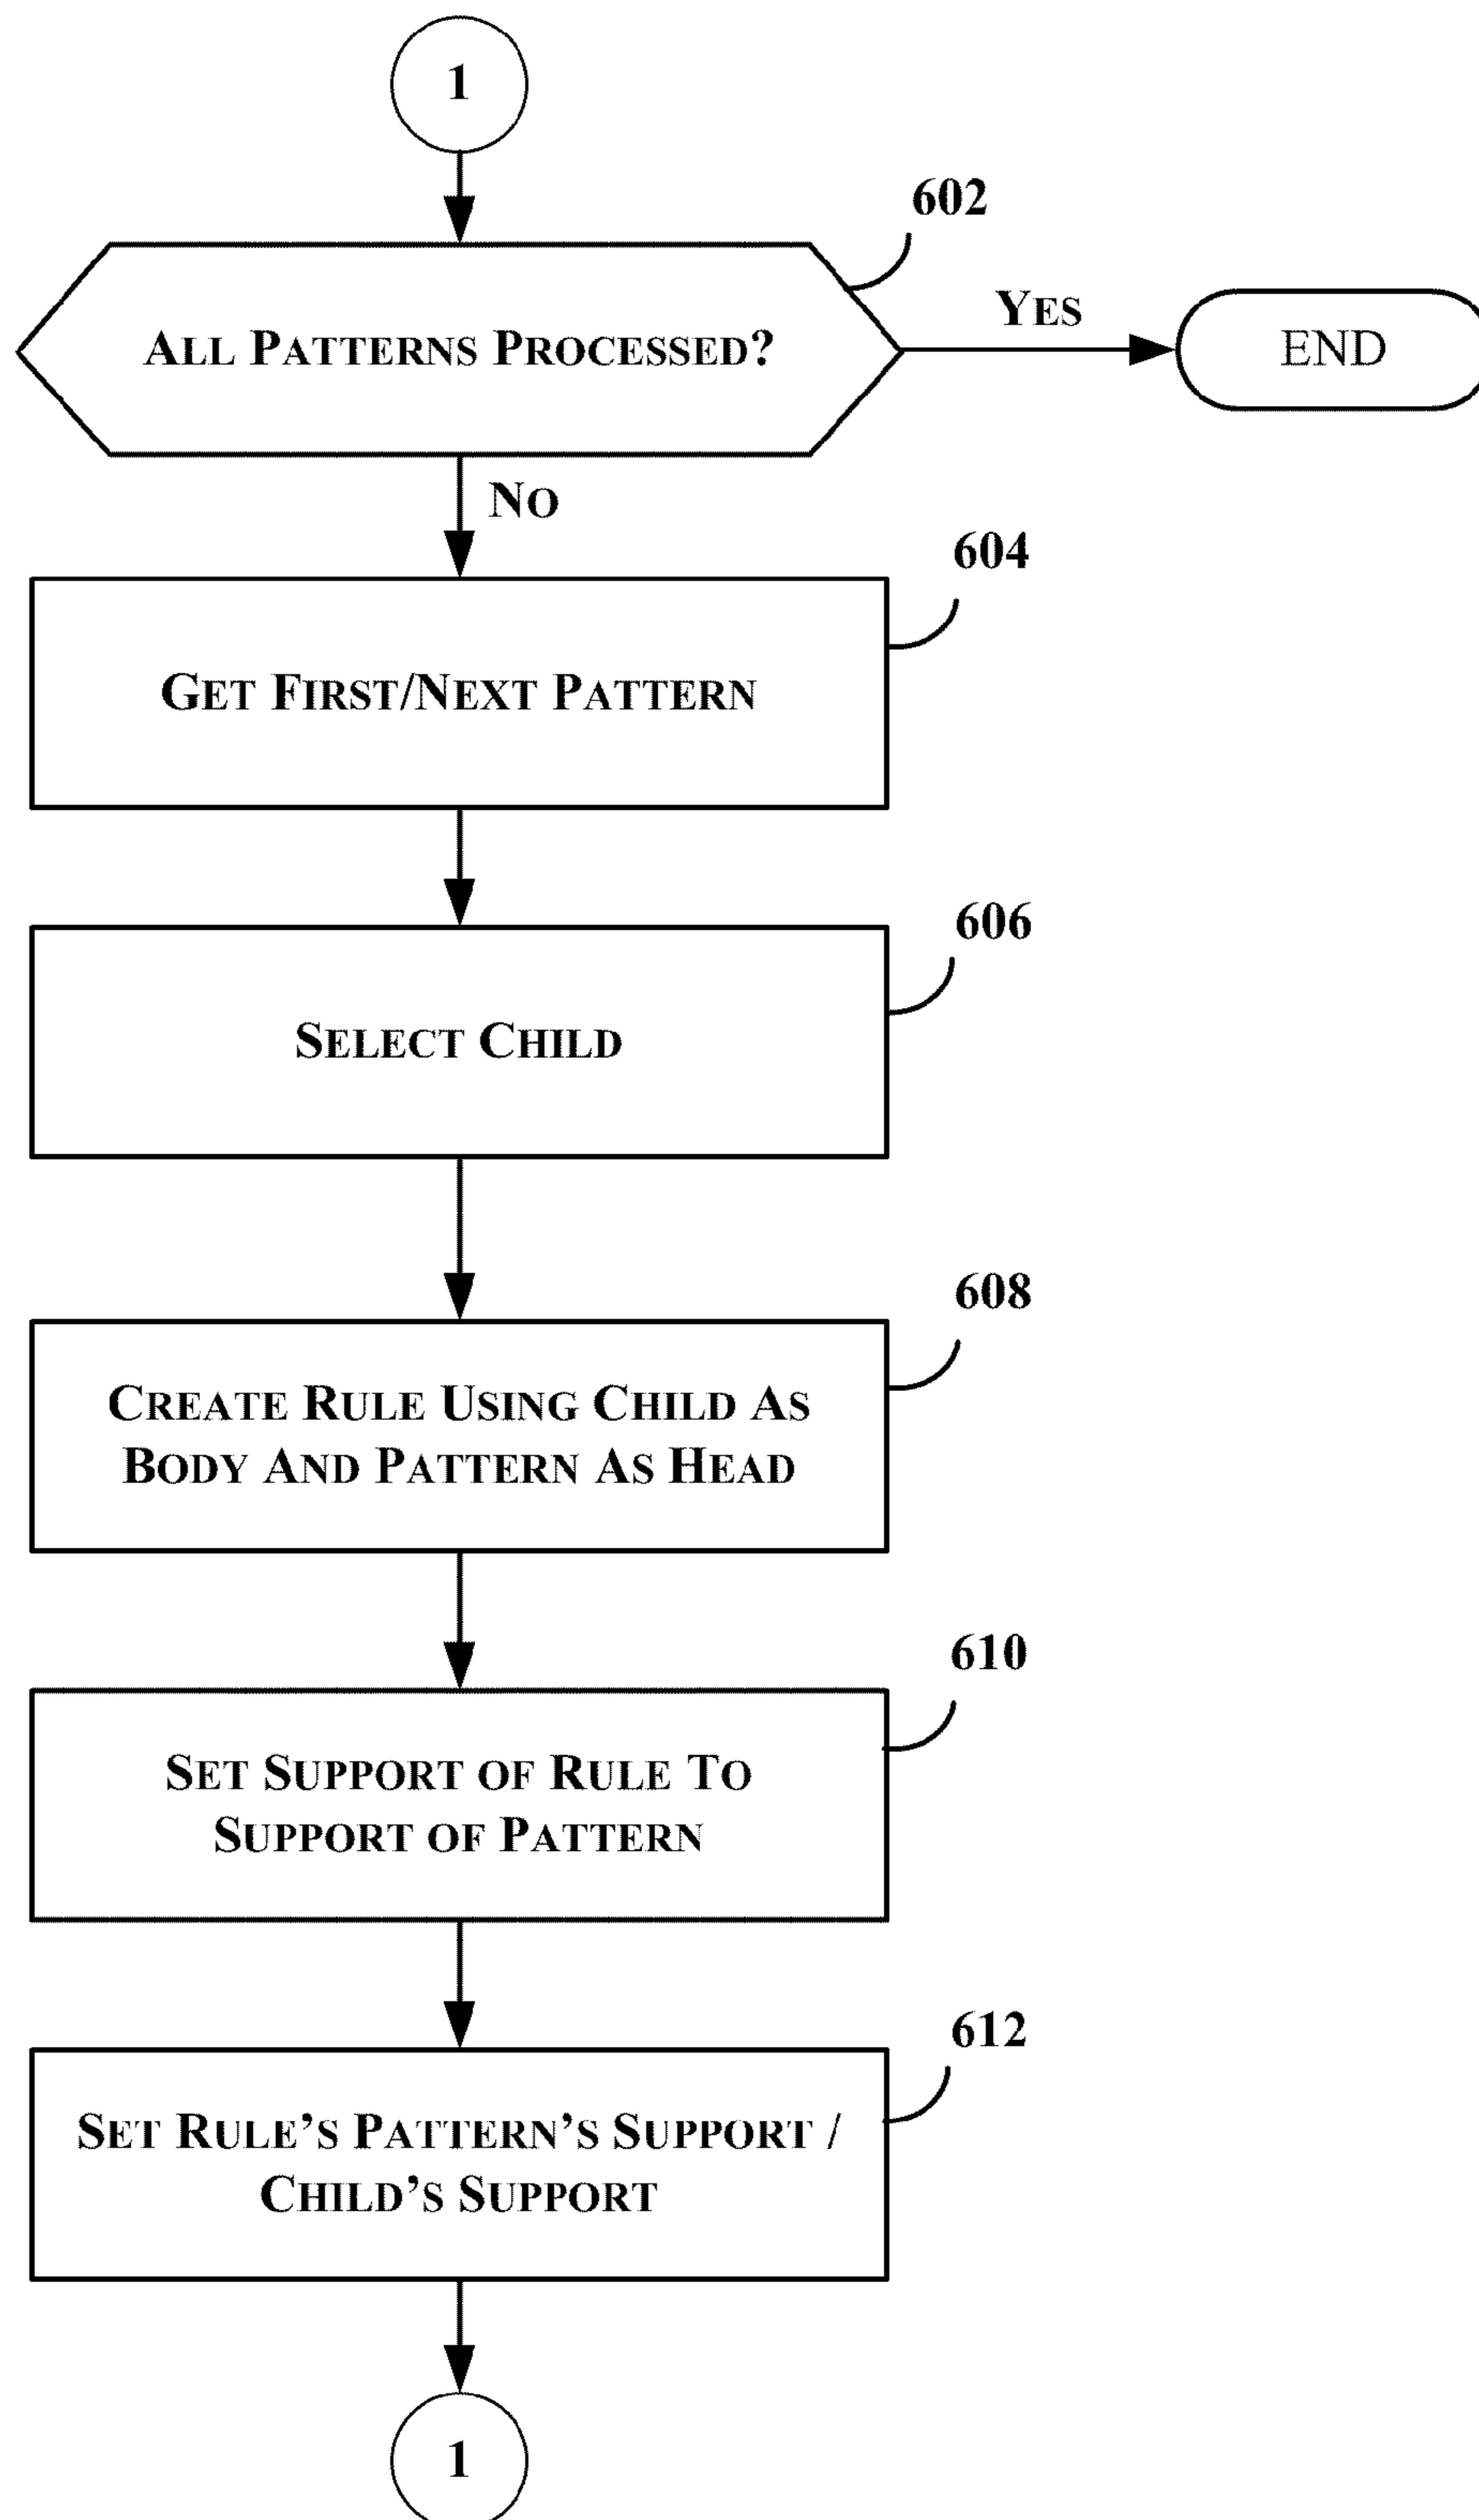 1
602
ALL PATTERNS PROCESSED?
YES
END
NO
604
GET FIRST/NEXT PATTERN
606
SELECT CHILD
608
CREATE RULE USING CHILD AS
BODY AND PATTERN AS HEAD
610
SET SUPPORT OF RULE TO
SUPPORT OF PATTERN
612
SET RULE'S PATTERN'S SUPPORT /
CHILD'S SUPPORT
1